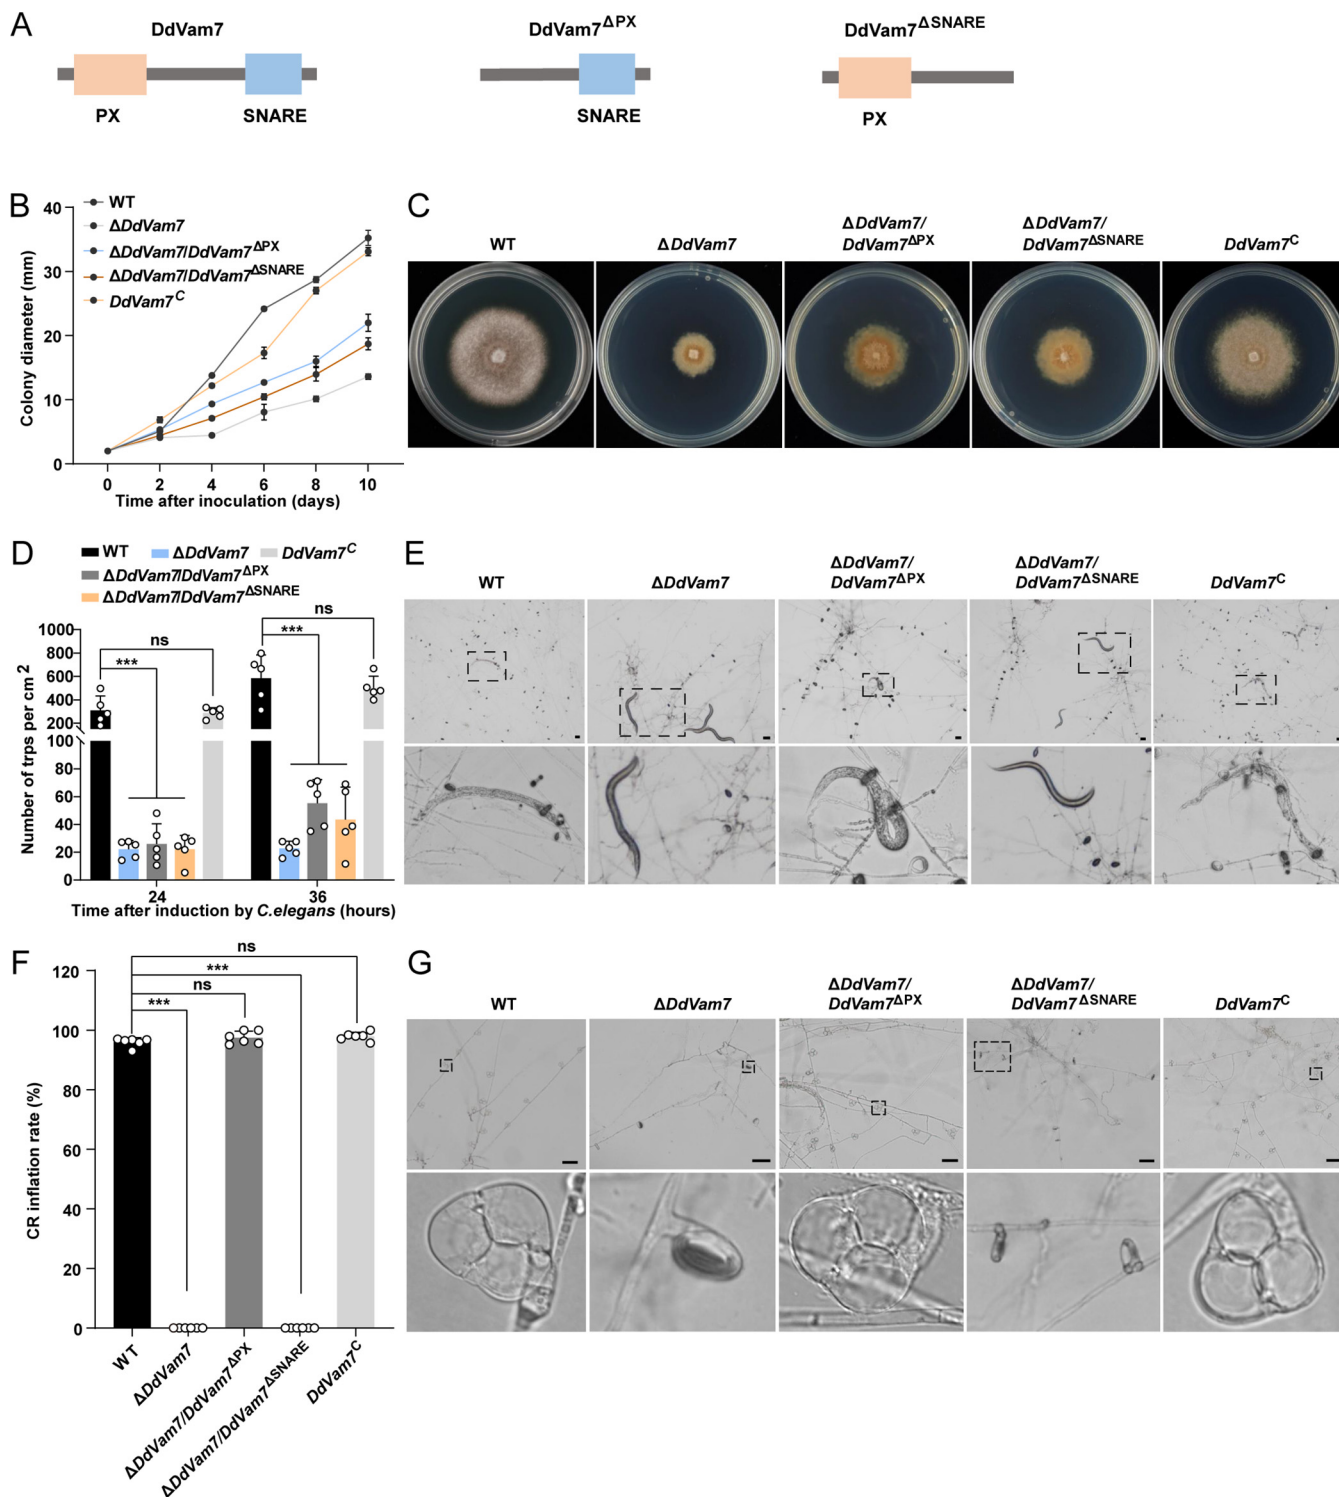 A
DdVam7
DdVam7ΔPX
DdVam7ΔSNARE
PX
SNARE
SNARE
PX
B
WT
ΔDdVam7
ΔDdVam7/DdVam7ΔPX
ΔDdVam7/DdVam7ΔSNARE
DdVam7C
Colony diameter (mm)
40
30
20
10
0
0 2 4 6 8 10
Time after inoculation (days)
C
WT
ΔDdVam7
ΔDdVam7/
DdVam7ΔPX
ΔDdVam7/
DdVam7ΔSNARE
DdVam7C
D
WT ΔDdVam7 DdVam7C
ΔDdVam7/DdVam7ΔPX
ΔDdVam7/DdVam7ΔSNARE
Number of trps per cm 2
1000
800
600
400
200
100
80
60
40
20
0
ns
***
ns
***
24 36
Time after induction by C.elegans (hours)
E
WT
ΔDdVam7
ΔDdVam7/
DdVam7ΔPX
ΔDdVam7/
DdVam7ΔSNARE
DdVam7C
F
CR inflation rate (%)
120
100
80
60
40
20
0
ns
***
ns
***
WT
ΔDdVam7
ΔDdVam7/DdVam7ΔPX
ΔDdVam7/DdVam7ΔSNARE
DdVam7C
G
WT
ΔDdVam7
ΔDdVam7/
DdVam7ΔPX
ΔDdVam7/
DdVam7ΔSNARE
DdVam7C